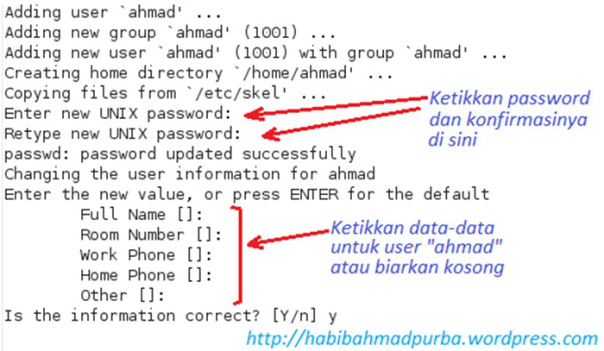 Adding user `ahmad' ...
Adding new group `ahmad' (1001) ...
Adding new user `ahmad' (1001) with group `ahmad' ...
Creating home directory `/home/ahmad' ...
Copying files from `/etc/skel' ...
Enter new UNIX password:
Retype new UNIX password:
Ketikkan password
dan konfirmasinya
di sini
passwd: password updated successfully
Changing the user information for ahmad
Enter the new value, or press ENTER for the default
Full Name []:
Room Number []:
Work Phone []:
Home Phone []:
Other []:
Ketikkan data-data
untuk user "ahmad"
atau biarkan kosong
Is the information correct? [Y/n] y
http://habibahmadpurba.wordpress.com